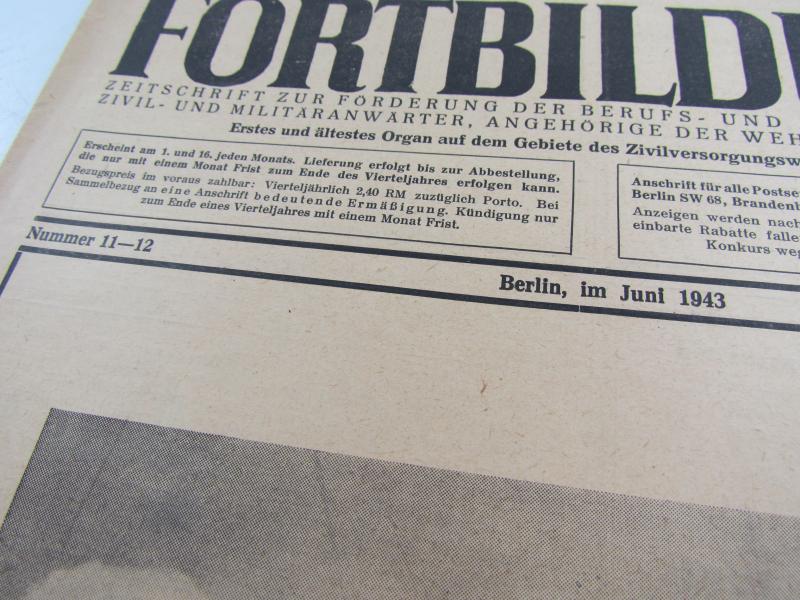 FORTBILD
ZEITSCHRIFT ZUR FÖRDERUNG DER BERUFS- UND
ZIVIL- UND MILITÄRANWÄRTER, ANGEHÖRIGE DER WEH
Erstes und ältestes Organ auf dem Gebiete des Zivilversorgungsw
Erscheint am 1. und 16. jeden Monats. Lieferung erfolgt bis zur Abbestellung,
die nur mit einem Monat Frist zum Ende des Vierteljahres erfolgen kann.
Bezugspreis im voraus zahlbar: Vierteljährlich 2,40 RM zuzüglich Porto. Bei
Sammelbezug an eine Anschrift bedeutende Ermäßigung. Kündigung nur
zum Ende eines Vierteljahres mit einem Monat Frist.
Anschrift für alle Postse
Berlin SW 68, Brandenb
Anzeigen werden nach
einbarte Rabatte falle
Konkurs weg
Nummer 11—12
Berlin, im Juni 1943